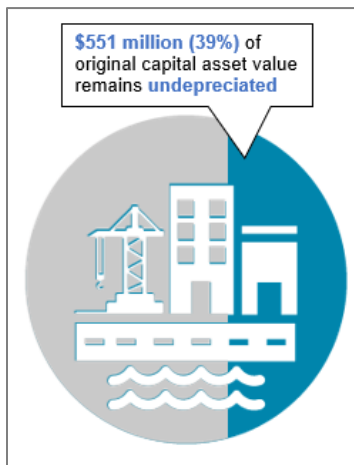 $551 million (39%) of
original capital asset value
remains undepreciated